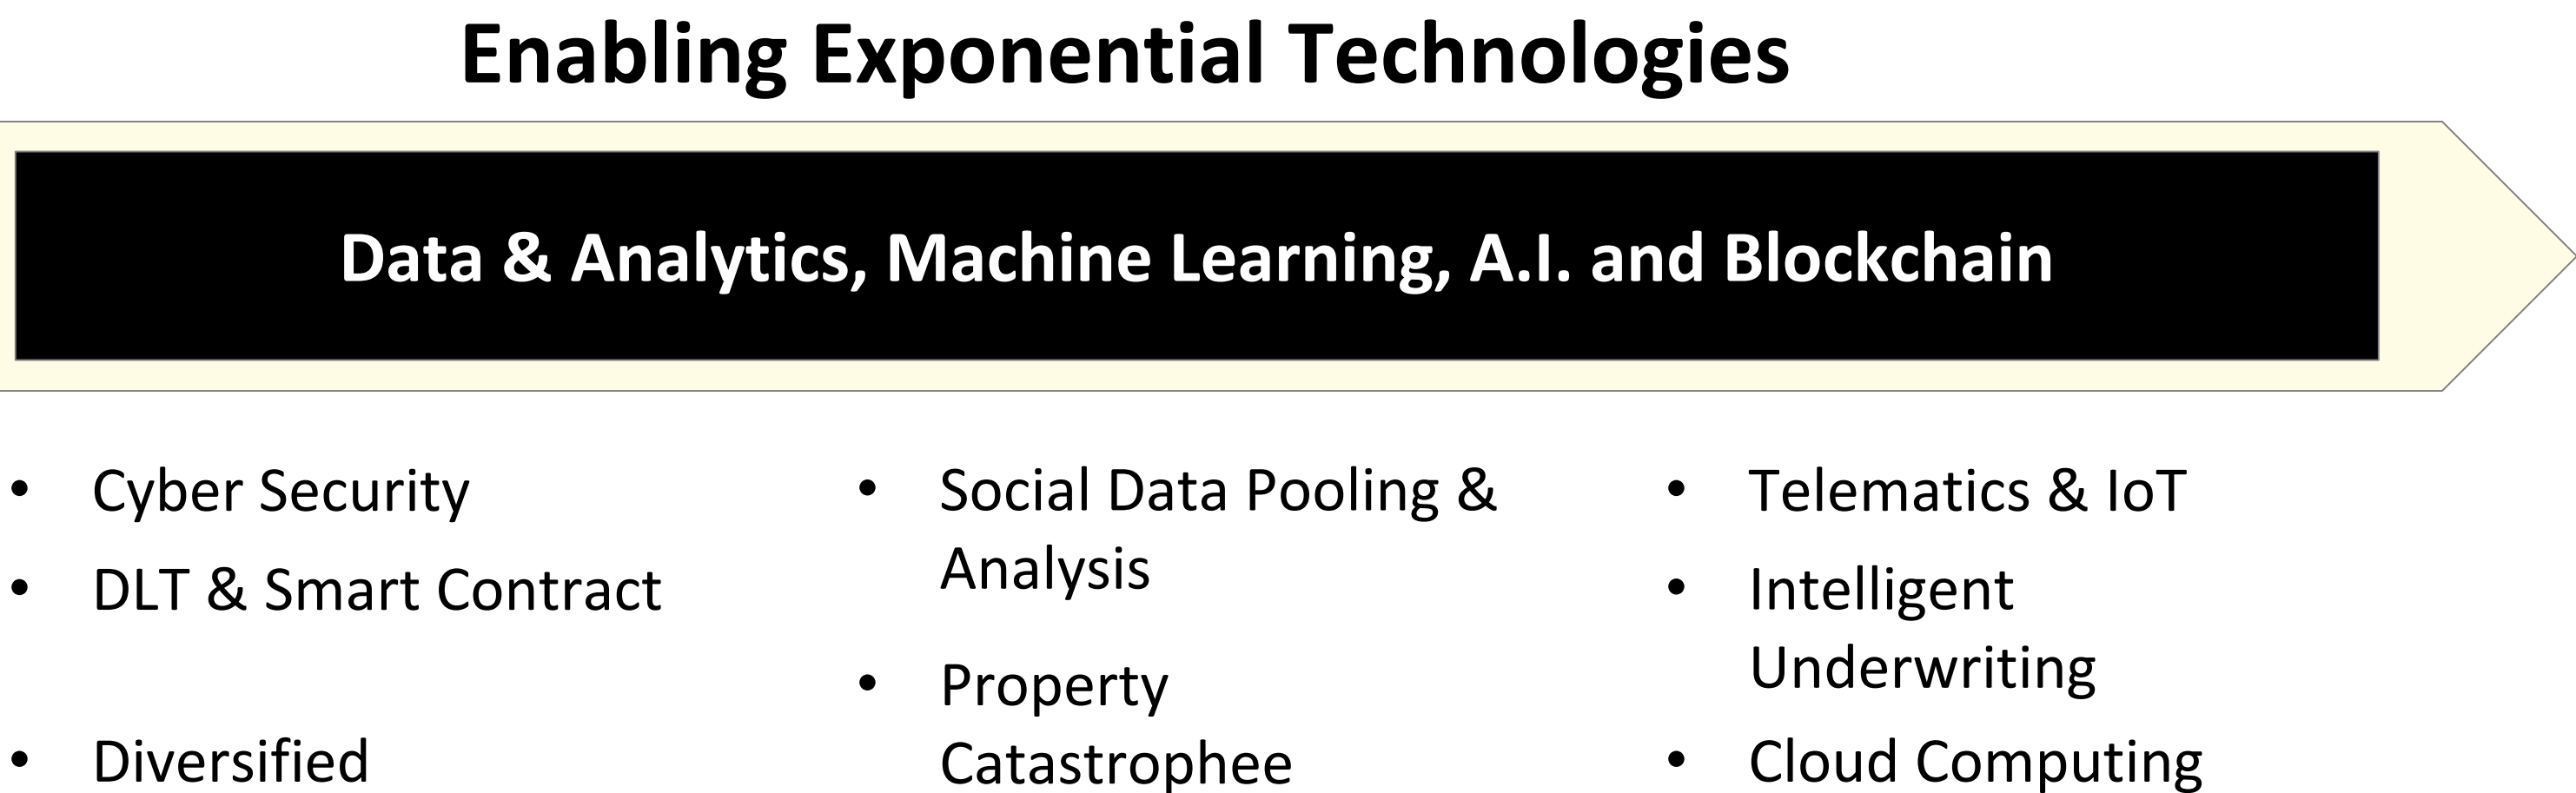 Enabling Exponential Technologies
Data & Analytics, Machine Learning, A.I. and Blockchain
• Cyber Security
• DLT & Smart Contract
• Diversified
• Social Data Pooling &
Analysis
• Property
Catastrophee
• Telematics & IoT
• Intelligent
Underwriting
• Cloud Computing